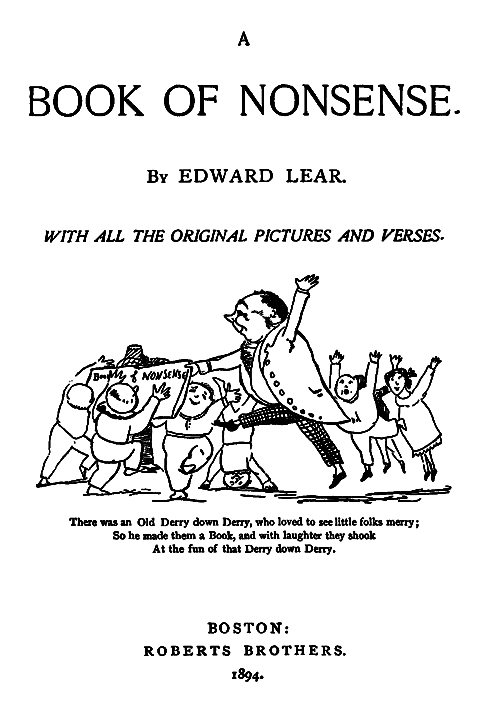 A
BOOK OF NONSENSE.
BY EDWARD LEAR.
WITH ALL THE ORIGINAL PICTURES AND VERSES.
Book of NONSENSE
There was an Old Derry down Derry, who loved to see little folks merry;
So he made them a Book, and with laughter they shook
At the fun of that Derry down Derry.
BOSTON:
ROBERTS BROTHERS.
1894.